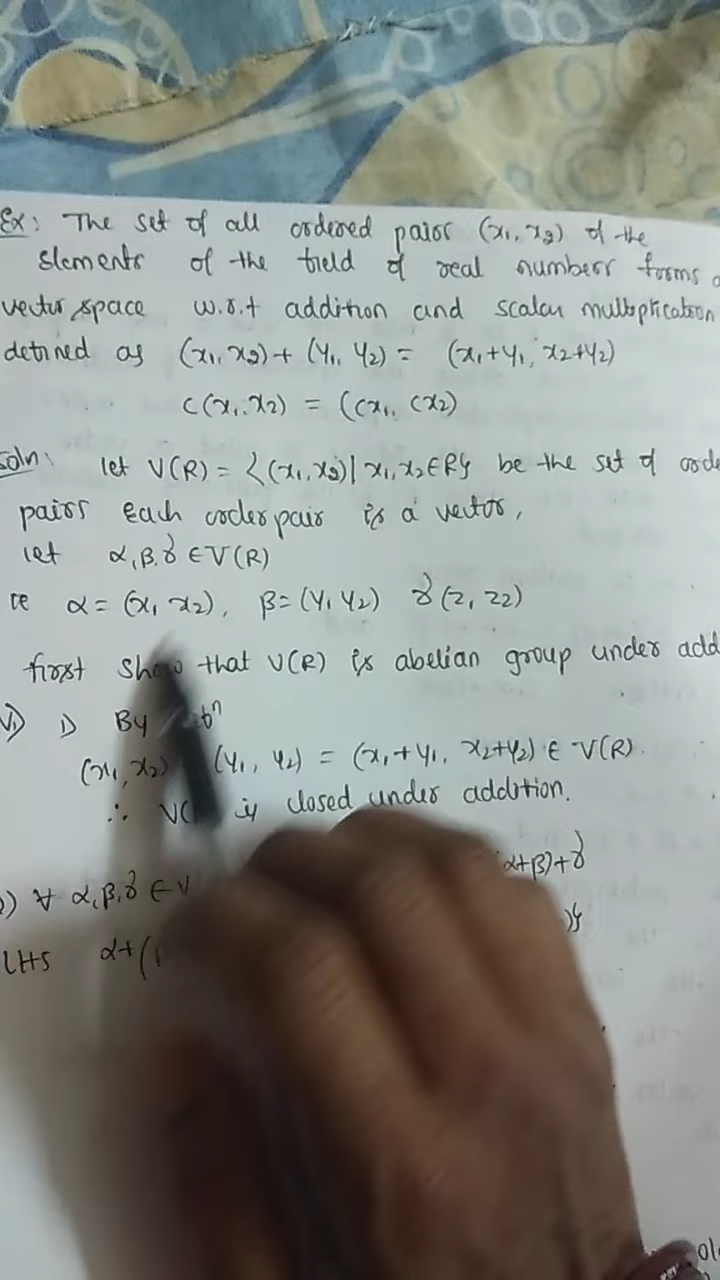 Ex: The set of all ordered pairs (x1, x2) of the
Elements of the field of real numbers forms a
vector space w.r.t addition and scalar multiplication
defined as (x1, x2) + (y1, y2) = (x1+y1, x2+y2)
c(x1, x2) = (cx1, cx2)
Soln: let V(R) = {(x1, x2) | x1, x2 ∈ R} be the set of orde
pairs Each order pair is a vector,
let α, β, γ ∈ V(R)
ie α = (x1 x2), β = (y1 y2) γ (z1 z2)
first show that V(R) is abelian group under add
V1) 1) By
(x1, x2) (y1, y2) = (x1+y1, x2+y2) ∈ V(R)
∴ V( is closed under addition.
) ∀ α, β, γ ∈ V (α+β)+γ
LHS α+(